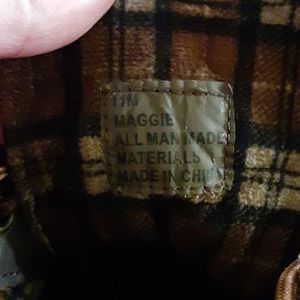 11M
MAGGIE
ALL MAN MADE
MATERIALS
MADE IN CHINA